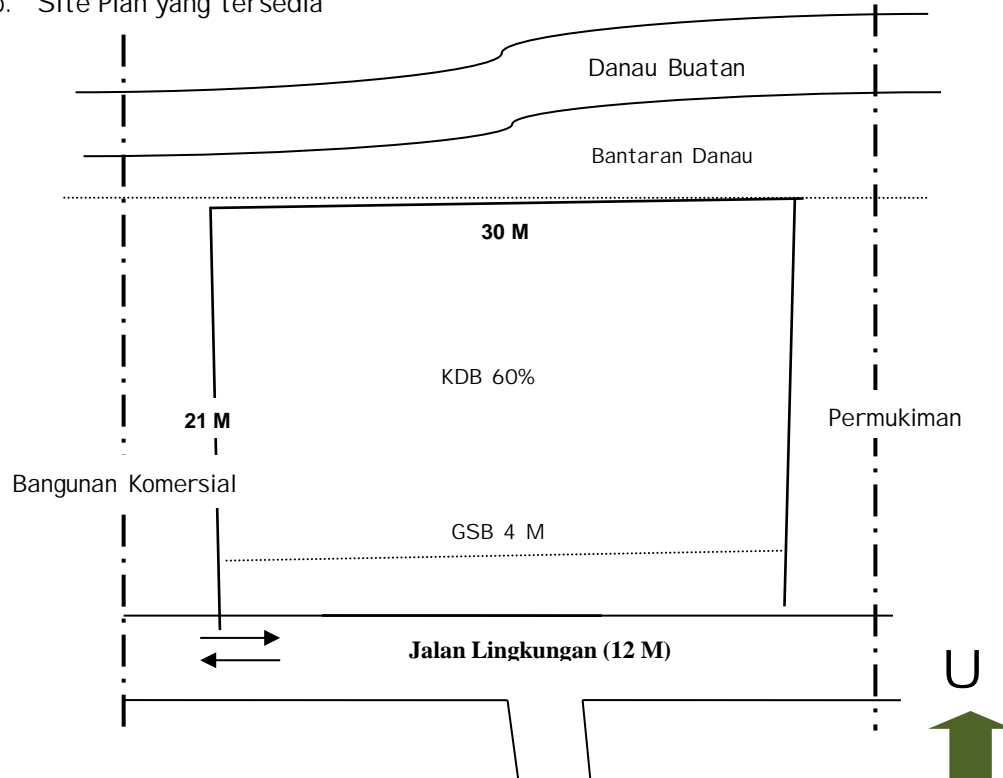 Site Plan yang tersedia
Danau Buatan
Bantaran Danau
30 M
KDB 60%
21 M
Permukiman
Bangunan Komersial
GSB 4 M
Jalan Lingkungan (12 M)
U